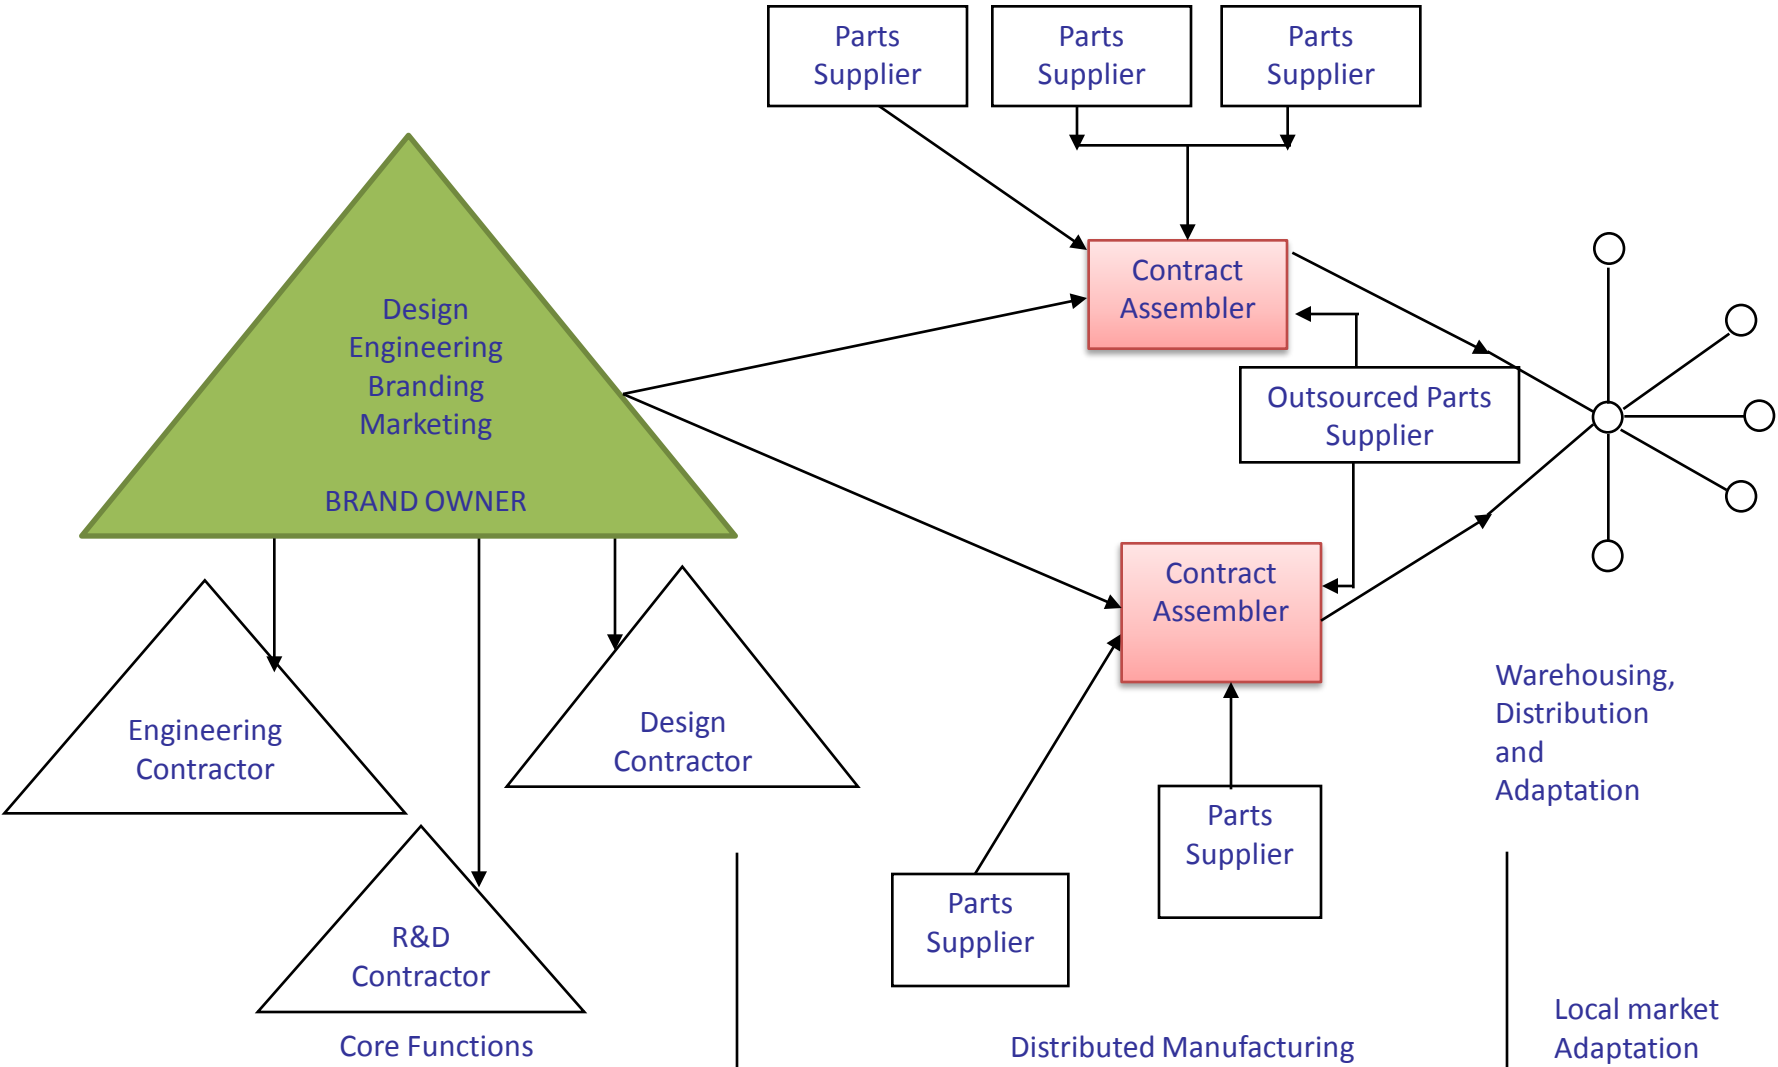 Parts
Supplier
Parts
Supplier
Parts
Supplier
Design
Engineering
Branding
Marketing
BRAND OWNER
Contract
Assembler
Outsourced Parts
Supplier
Contract
Assembler
Engineering
Contractor
Design
Contractor
R&D
Contractor
Parts
Supplier
Parts
Supplier
Warehousing,
Distribution
and
Adaptation
Core Functions
Distributed Manufacturing
Local market
Adaptation